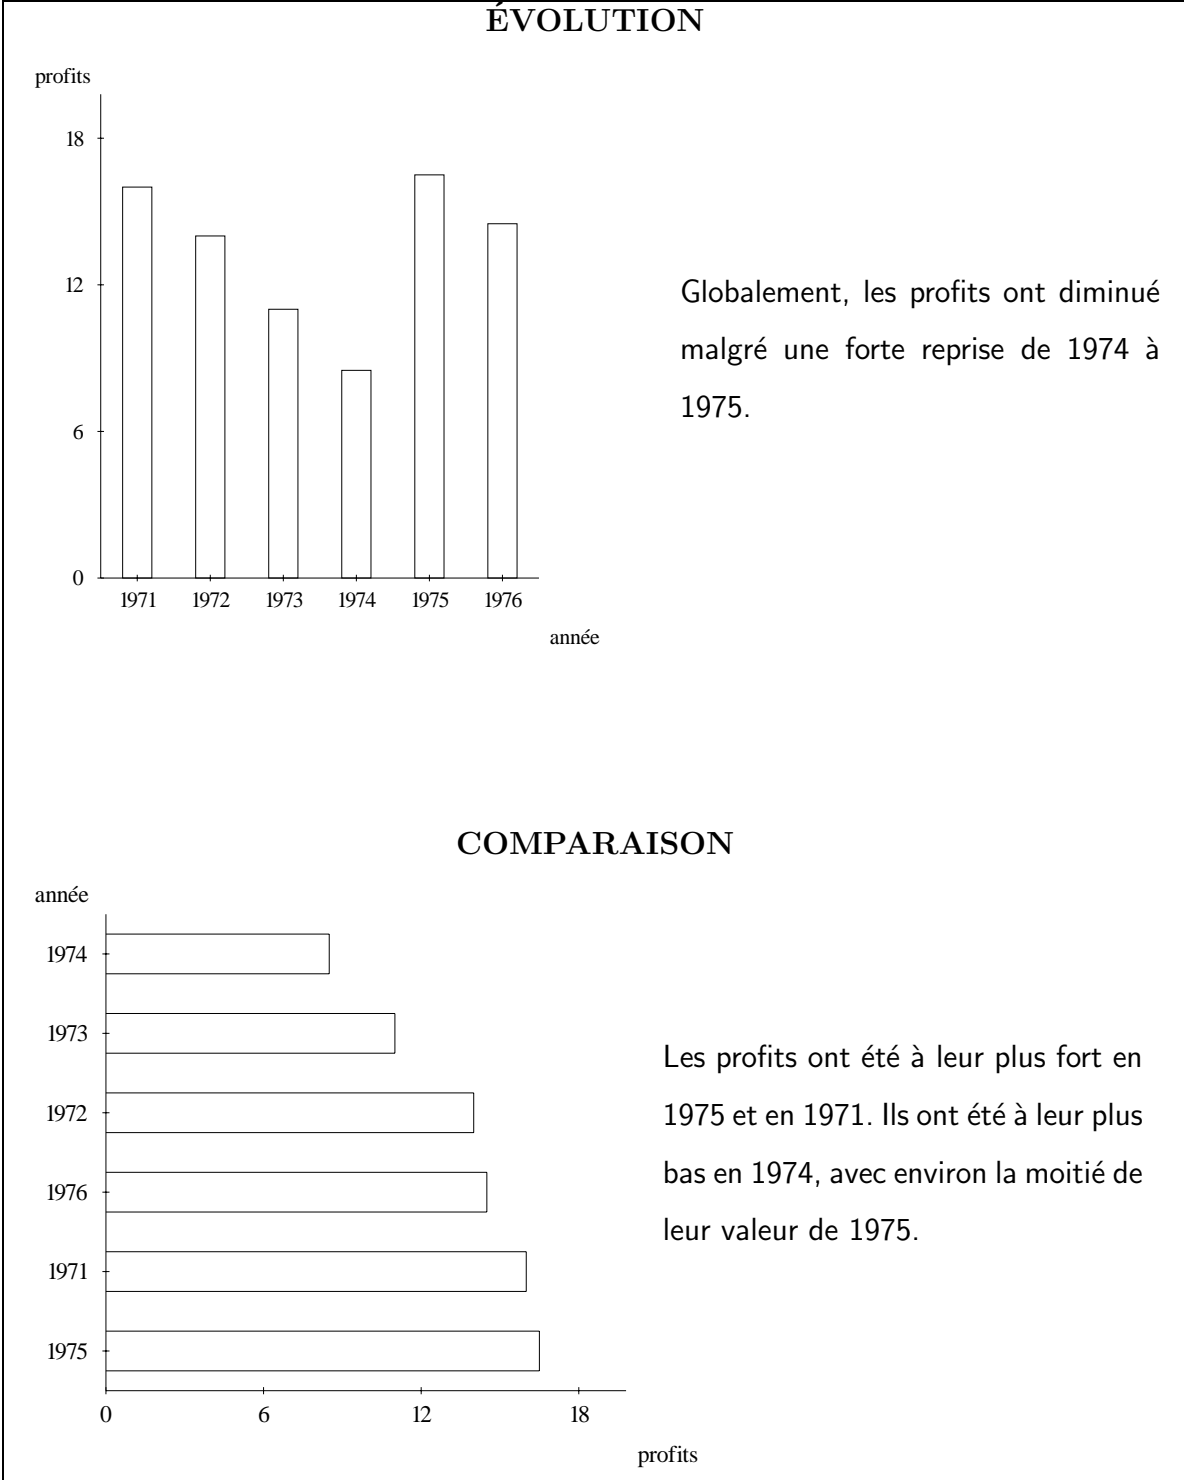 ÉVOLUTION
profits
18
12
6
0
1971 1972 1973 1974 1975 1976
année
Globalement, les profits ont diminué
malgré une forte reprise de 1974 à
1975.
COMPARAISON
année
1974
1973
1972
1976
1971
1975
0 6 12 18
profits
Les profits ont été à leur plus fort en
1975 et en 1971. Ils ont été à leur plus
bas en 1974, avec environ la moitié de
leur valeur de 1975.